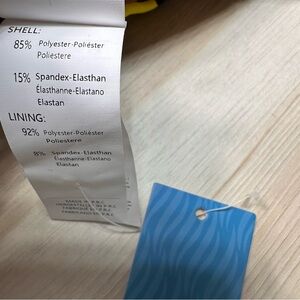 SHELL:
85% Polyester-Poliéster
Poliestere
15% Spandex-Elasthan
Élasthanne-Elastano
Elastan
LINING:
92% Polyester-Poliéster
Poliestere
8% Spandex-Elasthan
Élasthanne-Elastano
Elastan